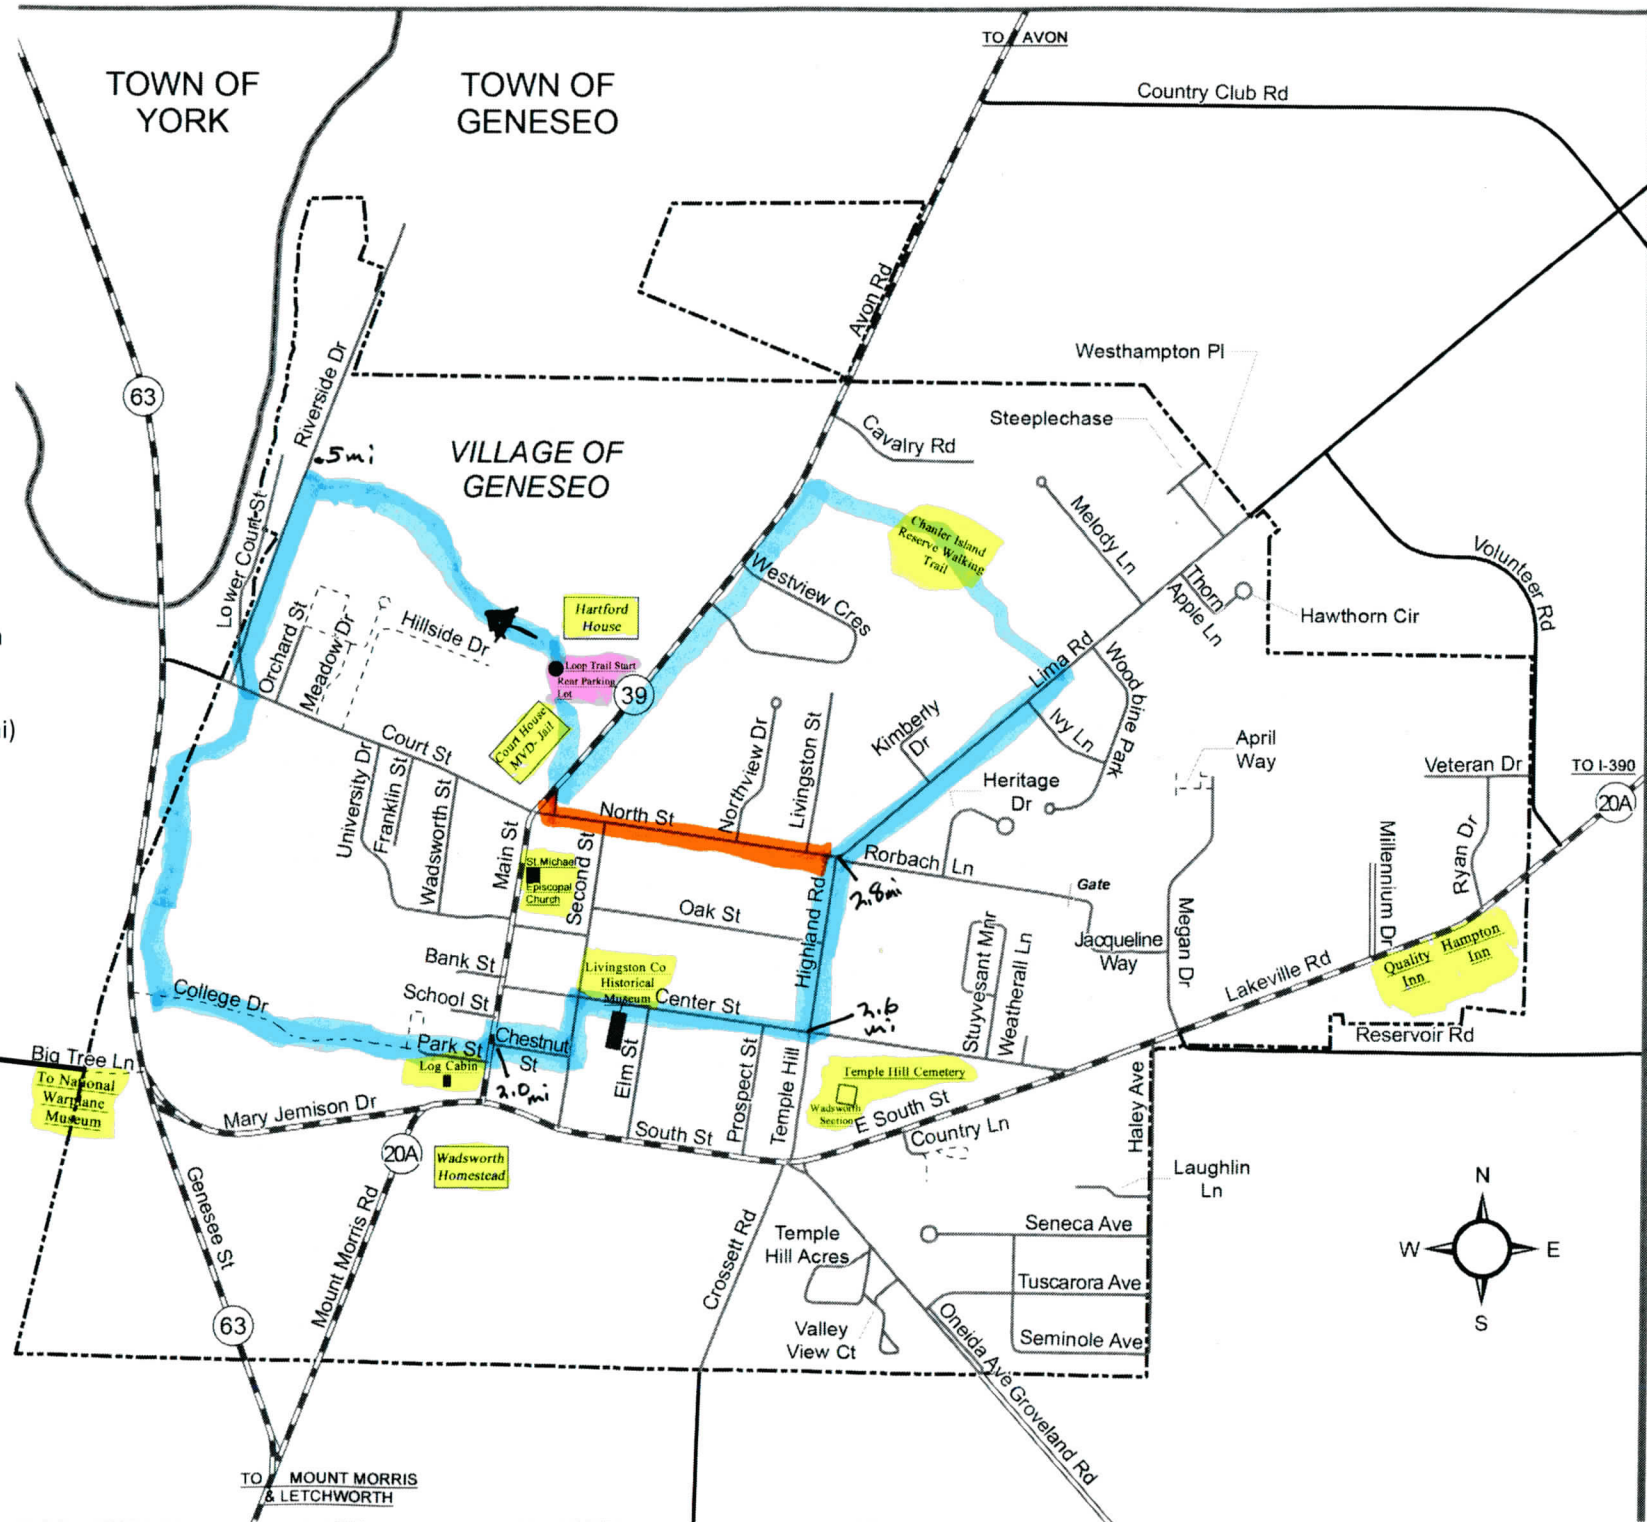 TO AVON
TOWN OF
YORK
TOWN OF
GENESEO
Country Club Rd
Avon Rd
Westhampton Pl
Riverside Dr
63
Steeplechase
Cavalry Rd
.5mi
VILLAGE OF
GENESEO
Lower Court St
Melody Ln
Chanler Island
Reserve Walking
Trail
Volunteer Rd
Westview Cres
Thorn
Apple Ln
Hawthorn Cir
Hartford
House
Orchard St
Meadow Dr
Hillside Dr
Loop Trail Start
Rear Parking
Lot
39
Lima Rd
Woodbine Park
i)
Court House
MVD- Jail
Court St
Kimberly
Dr
Ivy Ln
Northview Dr
Livingston St
April
Way
Veteran Dr
TO I-390
20A
University Dr
Franklin St
Wadsworth St
Main St
North St
Heritage
Dr
Second St
St.Michael
Episcopal
Church
Rorbach Ln
Gate
2.8mi
Millennium Dr
Ryan Dr
Oak St
Highland Rd
Stuyvesant Mnr
Weatherall Ln
Jacqueline
Way
Megan Dr
Lakeville Rd
Quality
Inn
Hampton
Inn
Bank St
Livingston Co
Historical
Museum
Center St
College Dr
School St
2.6
mi
Reservoir Rd
Park St
Chestnut
St
Log Cabin
2.0mi
Elm St
Prospect St
Temple Hill
Big Tree Ln
To National
Warplane
Museum
Temple Hill Cemetery
Wadsworth
Section
Haley Ave
Mary Jemison Dr
South St
E South St
Country Ln
20A
Wadsworth
Homestead
Laughlin
Ln
Genesee St
Mount Morris Rd
Crossett Rd
Temple
Hill Acres
Seneca Ave
N
W
E
S
Tuscarora Ave
63
Valley
View Ct
Oneida Ave
Seminole Ave
Groveland Rd
TO MOUNT MORRIS
& LETCHWORTH